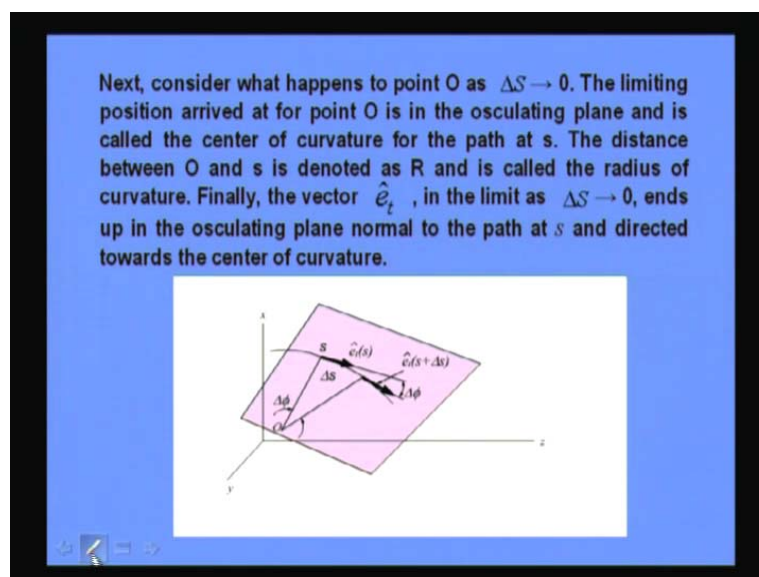 Next, consider what happens to point O as ΔS → 0. The limiting
position arrived at for point O is in the osculating plane and is
called the center of curvature for the path at s. The distance
between O and s is denoted as R and is called the radius of
curvature. Finally, the vector ê_t , in the limit as ΔS → 0, ends
up in the osculating plane normal to the path at s and directed
towards the center of curvature.
x
S
ê_t(s)
ê_t(s+Δs)
ΔS
Δϕ
Δϕ
O
z
y